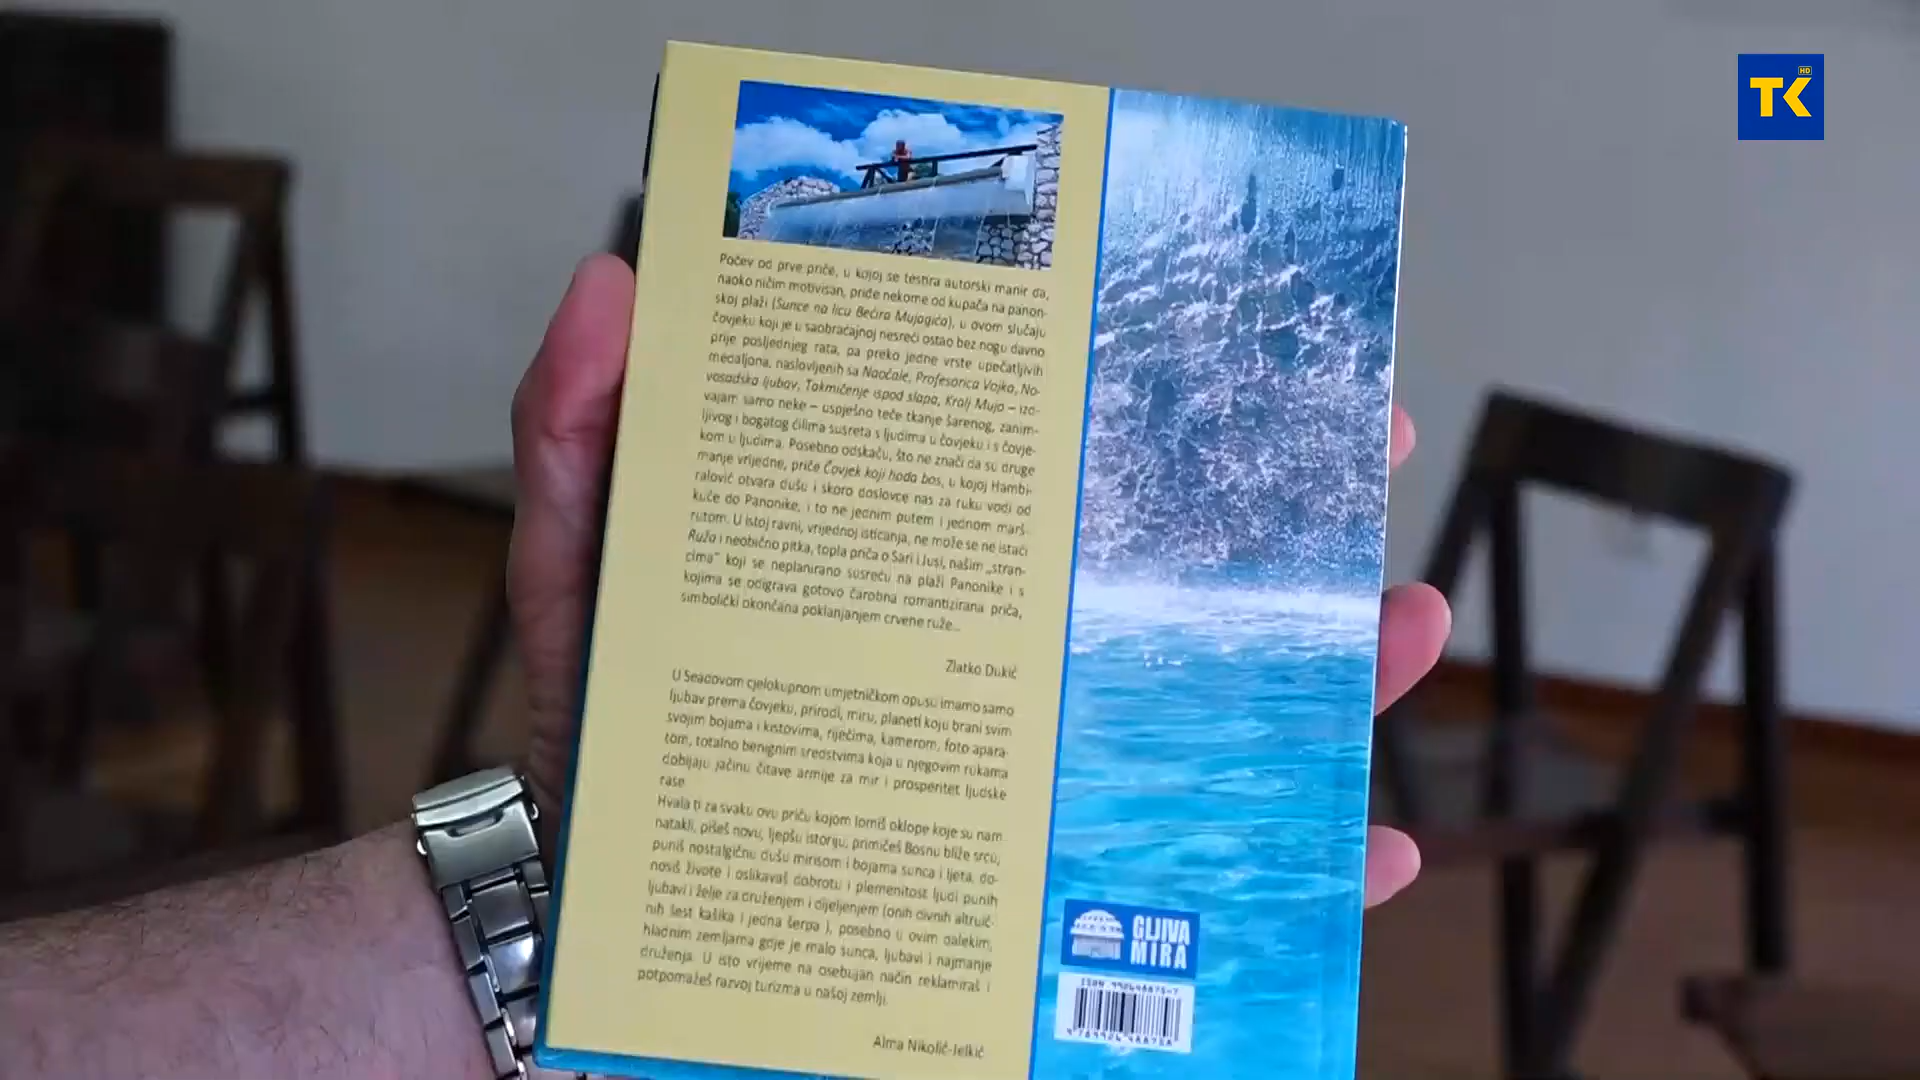 TK HD
Počev od prve priče, u kojoj se testira autorski manir da,
naoko ničim motivisan, priđe nekome od kupača na panon-
skoj plaži (Sunce na licu Bećira Mujagića), u ovom slučaju
čovjeku koji je u saobraćajnoj nesreći ostao bez nogu davno
prije posljednjeg rata, pa preko jedne vrste upečatljivih
medaljona, naslovljenih sa Naočale, Profesorica Vojka, No-
vosadska ljubav, Takmičenje ispod slapa, Kralj Mujo – izd-
vajam samo neke – uspješno teče tkanje šarenog, zanim-
ljivog i bogatog ćilima susreta s ljudima u čovjeku i s čovje-
kom u ljudima. Posebno odskaču, što ne znači da su druge
manje vrijedne, priče Čovjek koji hoda bos, u kojoj Hambi-
ralović otvara dušu i skoro doslovce nas za ruku vodi od
kuće do Panonike, i to ne jednim putem i jednom marš-
rutom. U istoj ravni, vrijednoj isticanja, ne može se ne istaći
Ruža i neobično pitka, topla priča o Sari i Jusi, našim „stran-
cima“ koji se neplanirano susreću na plaži Panonike i s
kojima se odigrava gotovo čarobna romantizirana priča,
simbolički okončana poklanjanjem crvene ruže...
Zlatko Dukić
U Seadovom cjelokupnom umjetničkom opusu imamo samo
ljubav prema čovjeku, prirodi, miru, planeti koju brani svim
svojim bojama i kistovima, riječima, kamerom, foto apara-
tom, totalno benignim sredstvima koja u njegovim rukama
dobijaju jačinu čitave armije za mir i prosperitet ljudske
rase.
Hvala ti za svaku ovu priču kojom lomiš oklope koje su nam
natakli, pišeš novu, ljepšu istoriju, primičeš Bosnu bliže srcu,
puniš nostalgičnu dušu mirisom i bojama sunca i ljeta, do-
nosiš živote i oslikavaš dobrotu i plemenitost ljudi punih
ljubavi i želje za druženjem i dijeljenjem (onih divnih altruič-
nih šest kašika i jedna šerpa ), posebno u ovim dalekim,
hladnim zemljama gdje je malo sunca, ljubavi i najmanje
druženja. U isto vrijeme na osebujan način reklamiraš i
potpomažeš razvoj turizma u našoj zemlji.
Alma Nikolić-Jelkić
GLJIVA
MIRA